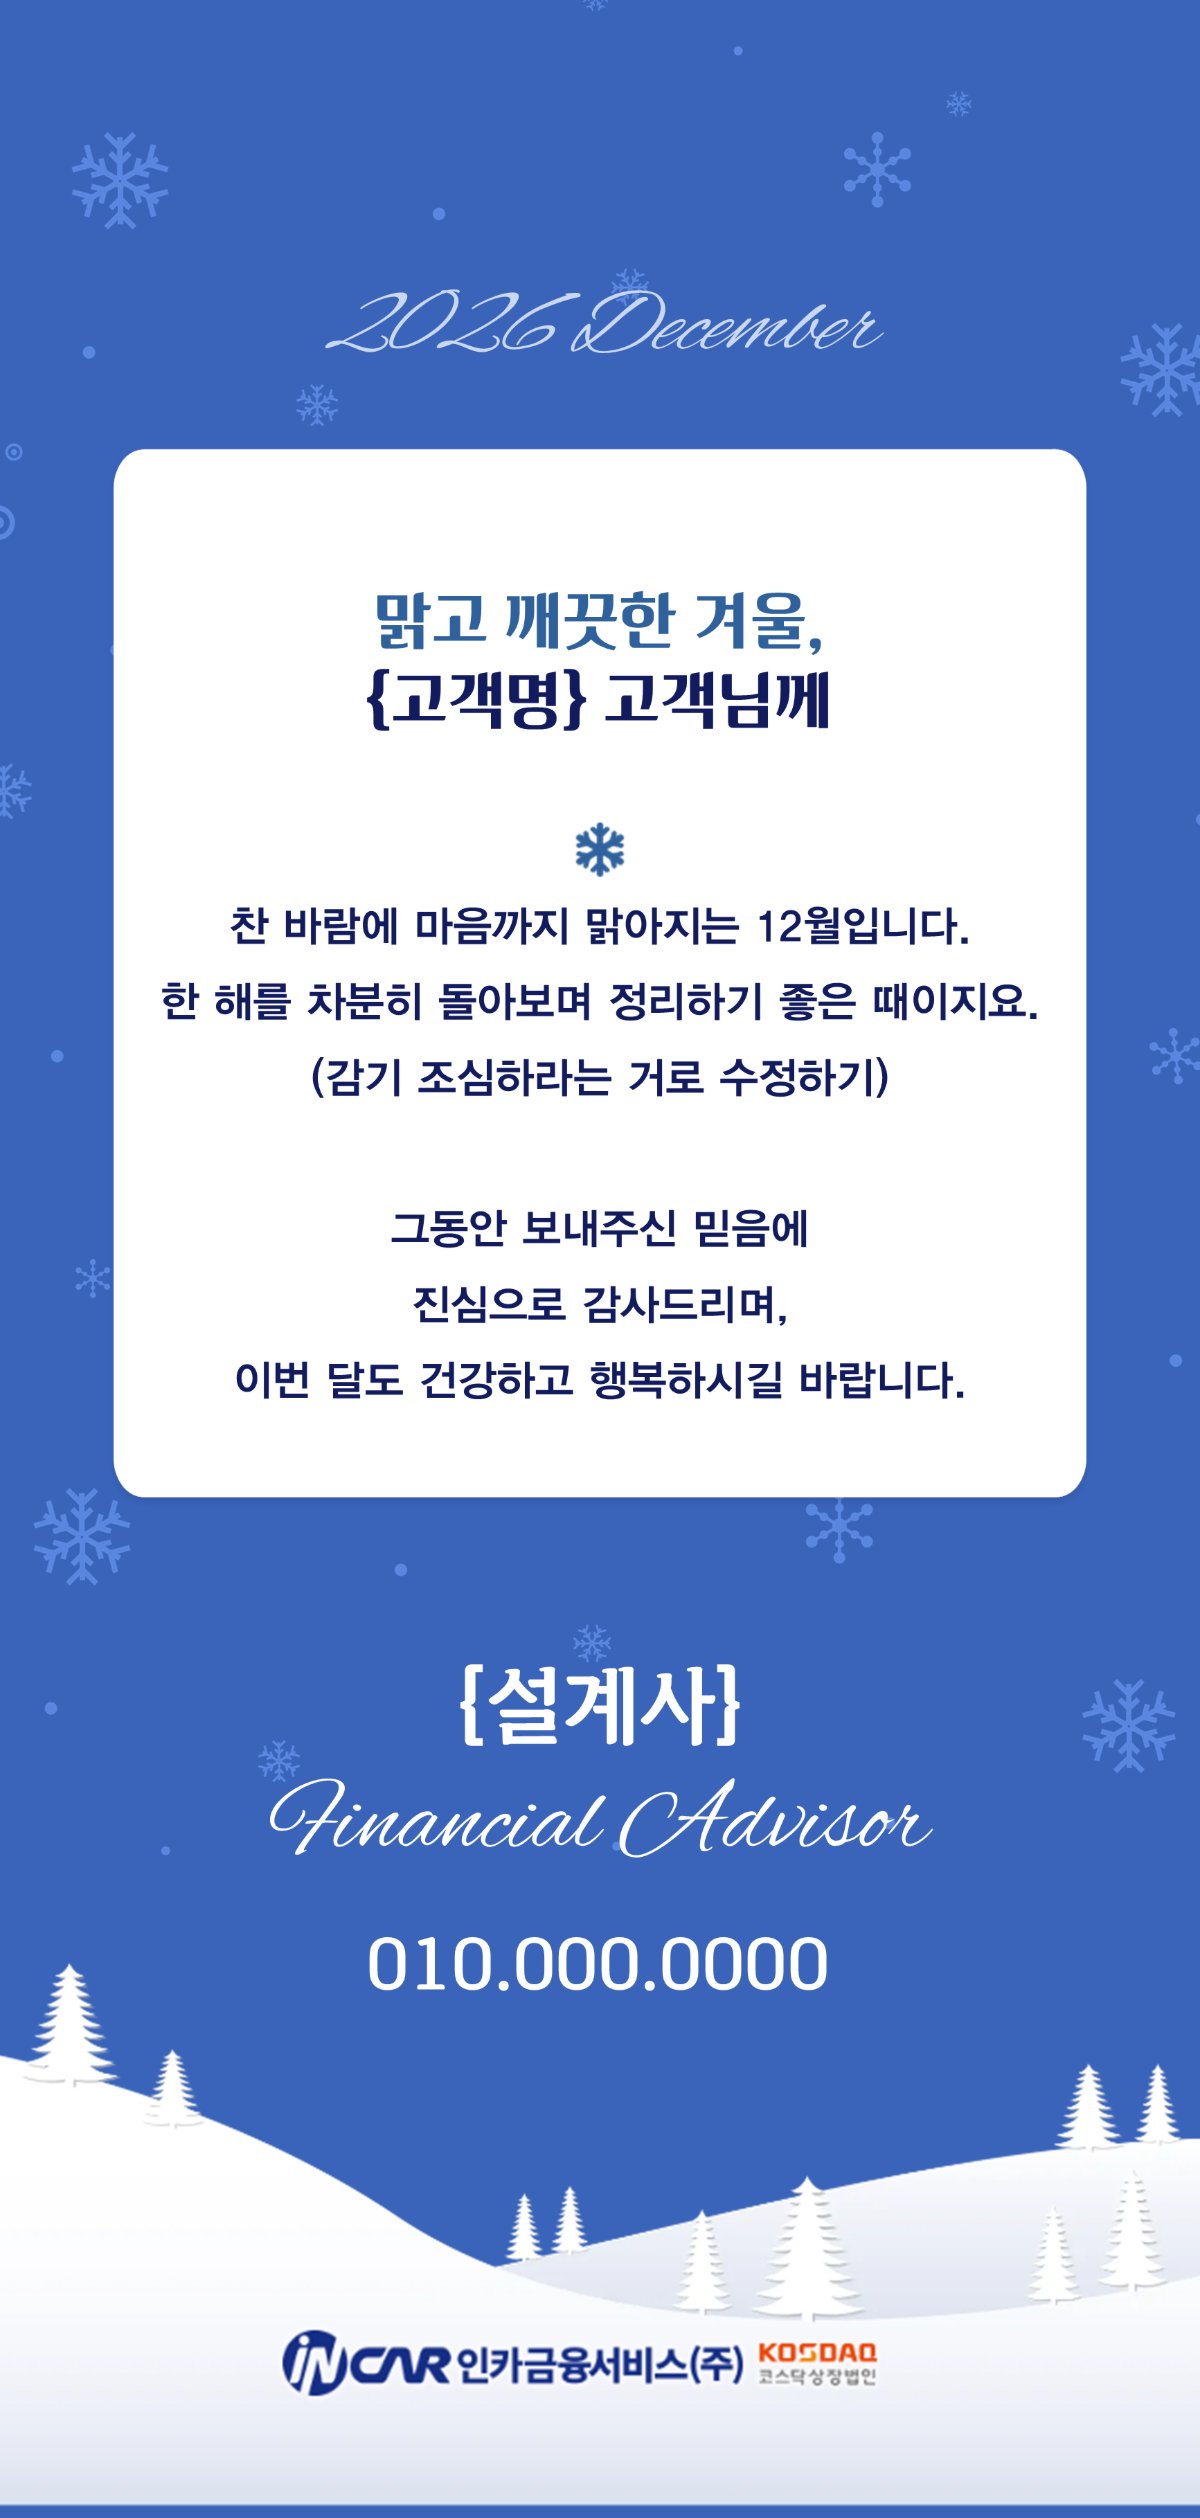 2026 December
맑고 깨끗한 겨울,
{고객명} 고객님께
찬 바람에 마음까지 맑아지는 12월입니다.
한 해를 차분히 돌아보며 정리하기 좋은 때이지요.
(감기 조심하라는 거로 수정하기)
그동안 보내주신 믿음에
진심으로 감사드리며,
이번 달도 건강하고 행복하시길 바랍니다.
{설계사}
Financial Advisor
010.000.0000
iNCAR 인카금융서비스(주) KOSDAQ
코스닥상장법인